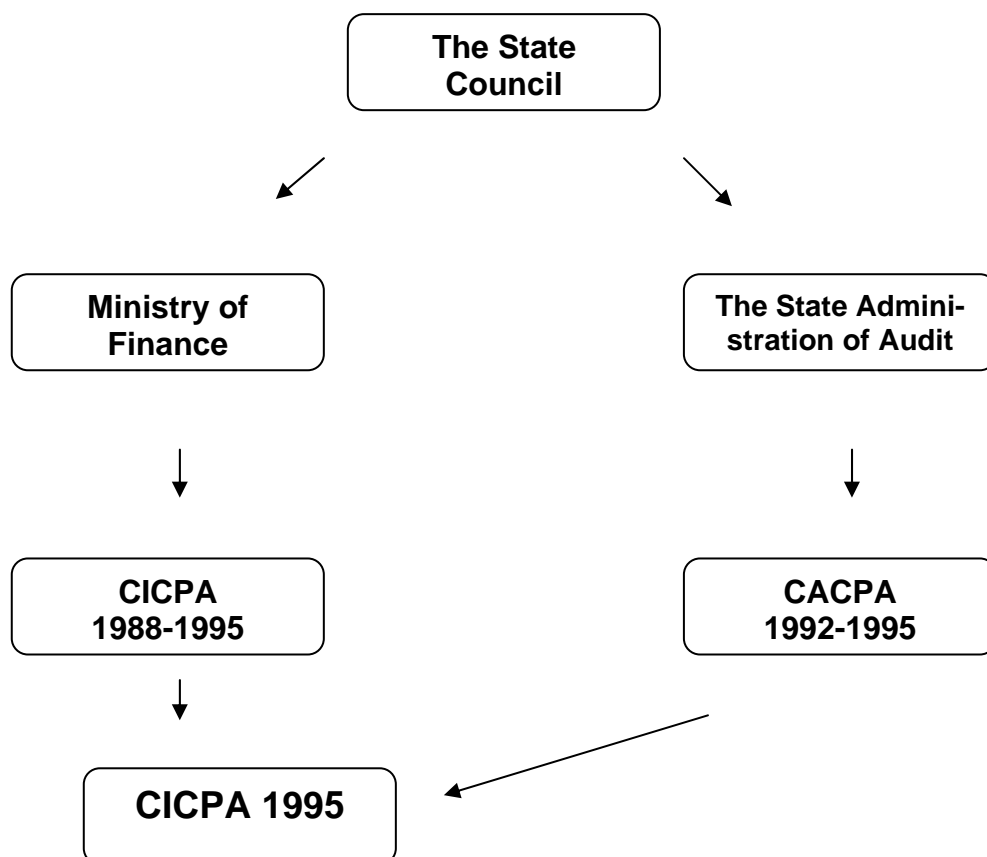 The State
Council
Ministry of
Finance
The State Admini-
stration of Audit
CICPA
1988-1995
CACPA
1992-1995
CICPA 1995